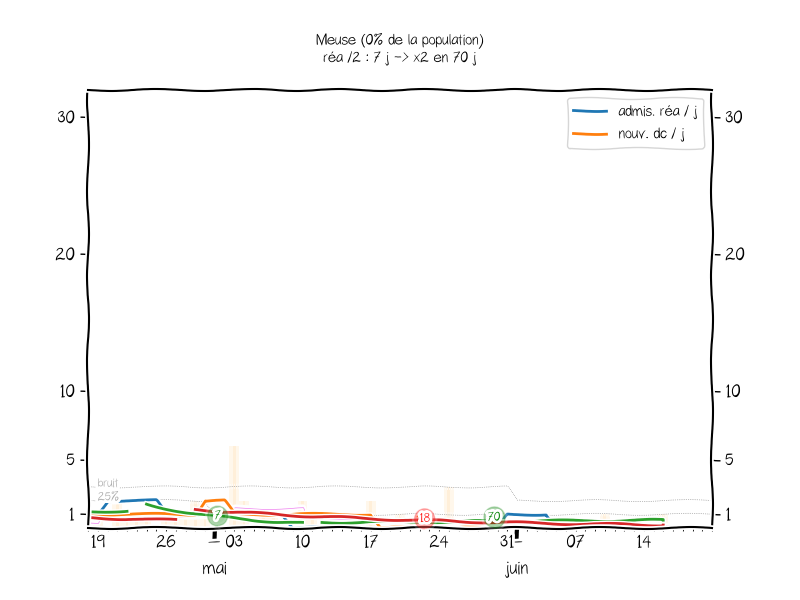 Meuse (0% de la population)
réa /2 : 7 j -> x2 en 70 j
admis. réa / j
nouv. dc / j
30
30
20
20
10
10
5
5
bruit
25%
1
1
7
18
70
19 26 03 10 17 24 31 07 14
mai juin